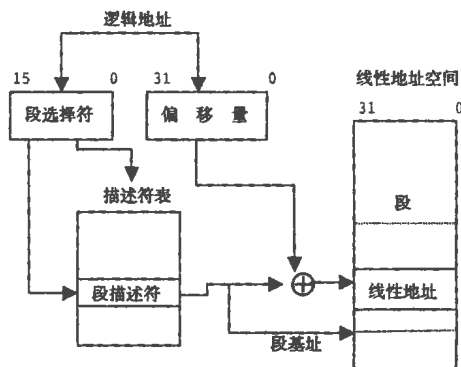 逻辑地址
15 0 31 0
线性地址空间
段选择符 偏 移 量
31 0
描述符表
段
段描述符
线性地址
段基址